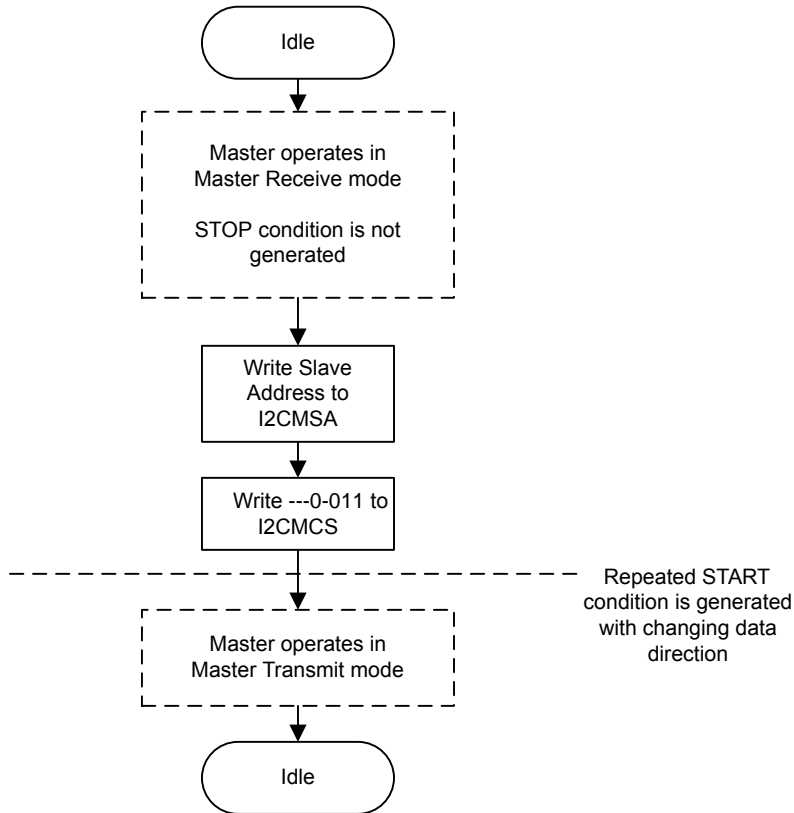 Idle
Master operates in
Master Receive mode
STOP condition is not
generated
Write Slave
Address to
I2CMSA
Write ---0-011 to
I2CMCS
Repeated START
condition is generated
with changing data
direction
Master operates in
Master Transmit mode
Idle